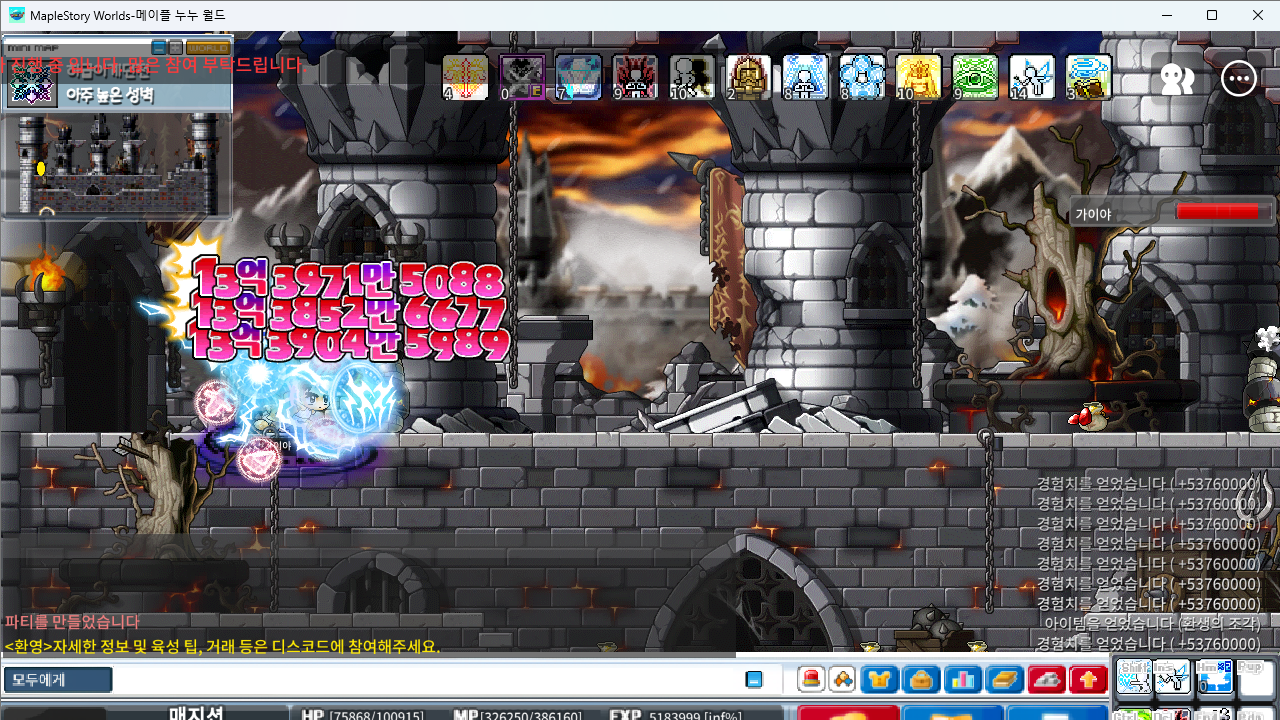 MapleStory Worlds-메이플 누누 월드
MINI MAP
WORLD
진행 중 입니다. 많은 참여 부탁드립니다.
아주 높은 성벽
4
0
E
7
9
10
2
8
8
10
9
14
3
가이아
13억 3971만 5088
13억 3852만 6677
13억 3904만 5989
경험치를 얻었습니다 ( +53760000)
경험치를 얻었습니다 ( +53760000)
경험치를 얻었습니다 ( +53760000)
경험치를 얻었습니다 ( +53760000)
경험치를 얻었습니다 ( +53760000)
경험치를 얻었습니다 ( +53760000)
경험치를 얻었습니다 ( +53760000)
아이템을 얻었습니다 (환생의 조각)
경험치를 얻었습니다 ( +53760000)
파티를 만들었습니다
<환영>자세한 정보 및 육성 팁, 거래 등은 디스코드에 참여해주세요.
모두에게
Shift
Ins
Hm
Pup
매지션
MP[326250/386160]
EXP 5183999 [inf%]